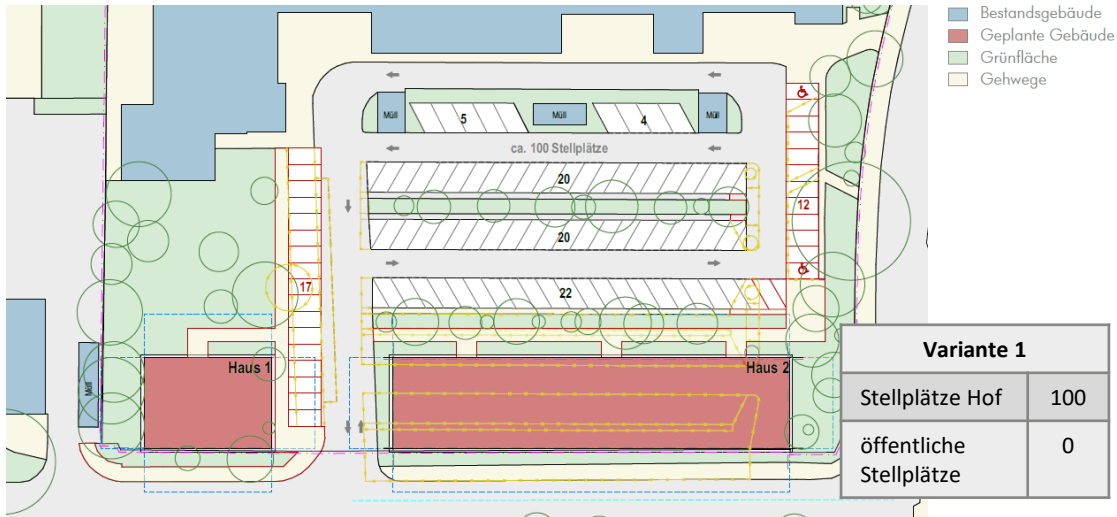 Bestandsgebäude
Geplante Gebäude
Grünfläche
Gehwege
Müll
5
Müll
4
Müll
ca. 100 Stellplätze
20
20
12
17
22
Haus 1
Haus 2
Müll
Variante 1
Stellplätze Hof 100
öffentliche 0
Stellplätze